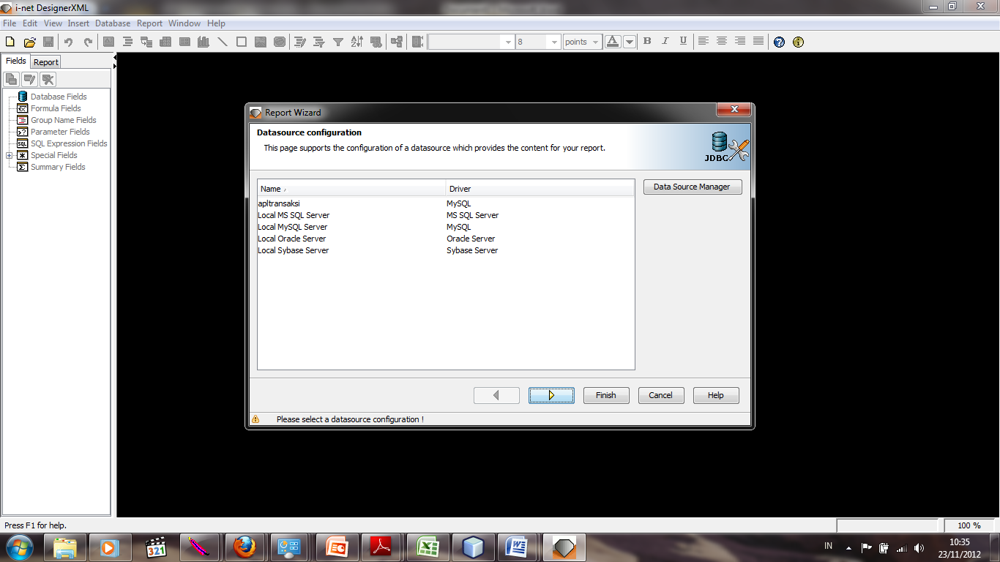 i-net DesignerXML
File Edit View Insert Database Report Window Help
8 points A B I U
Fields Report
Database Fields
Formula Fields
Group Name Fields
Parameter Fields
SQL Expression Fields
Special Fields
Summary Fields
Report Wizard
Datasource configuration
This page supports the configuration of a datasource which provides the content for your report.
JDBC
Name Driver
Data Source Manager
apltransaksi MySQL
Local MS SQL Server MS SQL Server
Local MySQL Server MySQL
Local Oracle Server Oracle Server
Local Sybase Server Sybase Server
Finish Cancel Help
Please select a datasource configuration !
Press F1 for help.
100 %
321
IN
10:35
23/11/2012